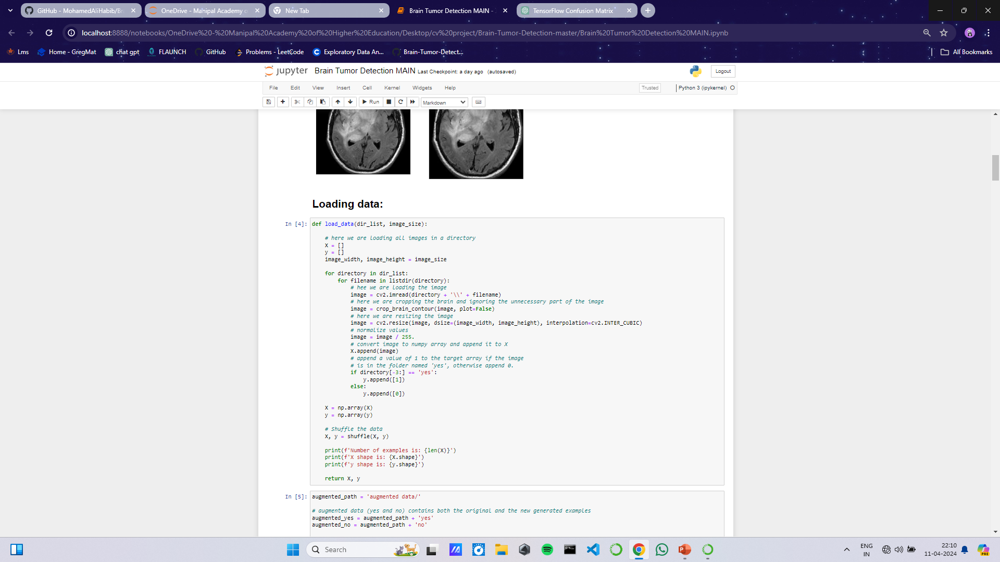 GitHub - MohamedAliHabib/Br
OneDrive - Manipal Academy o
New Tab
Brain Tumor Detection MAIN -
TensorFlow Confusion Matrix
localhost:8888/notebooks/OneDrive%20-%20Manipal%20Academy%20of%20Higher%20Education/Desktop/cv%20project/Brain-Tumor-Detection-master/Brain%20Tumor%20Detection%20MAIN.ipynb
Lms
Home - GregMat
chat gpt
FLAUNCH
GitHub
Problems - LeetCode
Exploratory Data An...
Brain-Tumor-Detect...
All Bookmarks
jupyter Brain Tumor Detection MAIN Last Checkpoint: a day ago (autosaved)
Logout
File Edit View Insert Cell Kernel Widgets Help
Trusted
Python 3 (ipykernel)
Run
Markdown
Loading data:
In [4]: def load_data(dir_list, image_size):
# here we are loading all images in a directory
X = []
y = []
image_width, image_height = image_size
for directory in dir_list:
for filename in listdir(directory):
# hee we are loading the image
image = cv2.imread(directory + '\\' + filename)
# here we are cropping the brain and ignoring the unnecessary part of the image
image = crop_brain_contour(image, plot=False)
# here we are resizing the image
image = cv2.resize(image, dsize=(image_width, image_height), interpolation=cv2.INTER_CUBIC)
# normalize values
image = image / 255.
# convert image to numpy array and append it to X
X.append(image)
# append a value of 1 to the target array if the image
# is in the folder named 'yes', otherwise append 0.
if directory[-3:] == 'yes':
y.append([1])
else:
y.append([0])
X = np.array(X)
y = np.array(y)
# Shuffle the data
X, y = shuffle(X, y)
print(f'Number of examples is: {len(X)}')
print(f'X shape is: {X.shape}')
print(f'y shape is: {y.shape}')
return X, y
In [5]: augmented_path = 'augmented data/'
# augmented data (yes and no) contains both the original and the new generated examples
augmented_yes = augmented_path + 'yes'
augmented_no = augmented_path + 'no'
Search
ENG
IN
22:10
11-04-2024
PRE